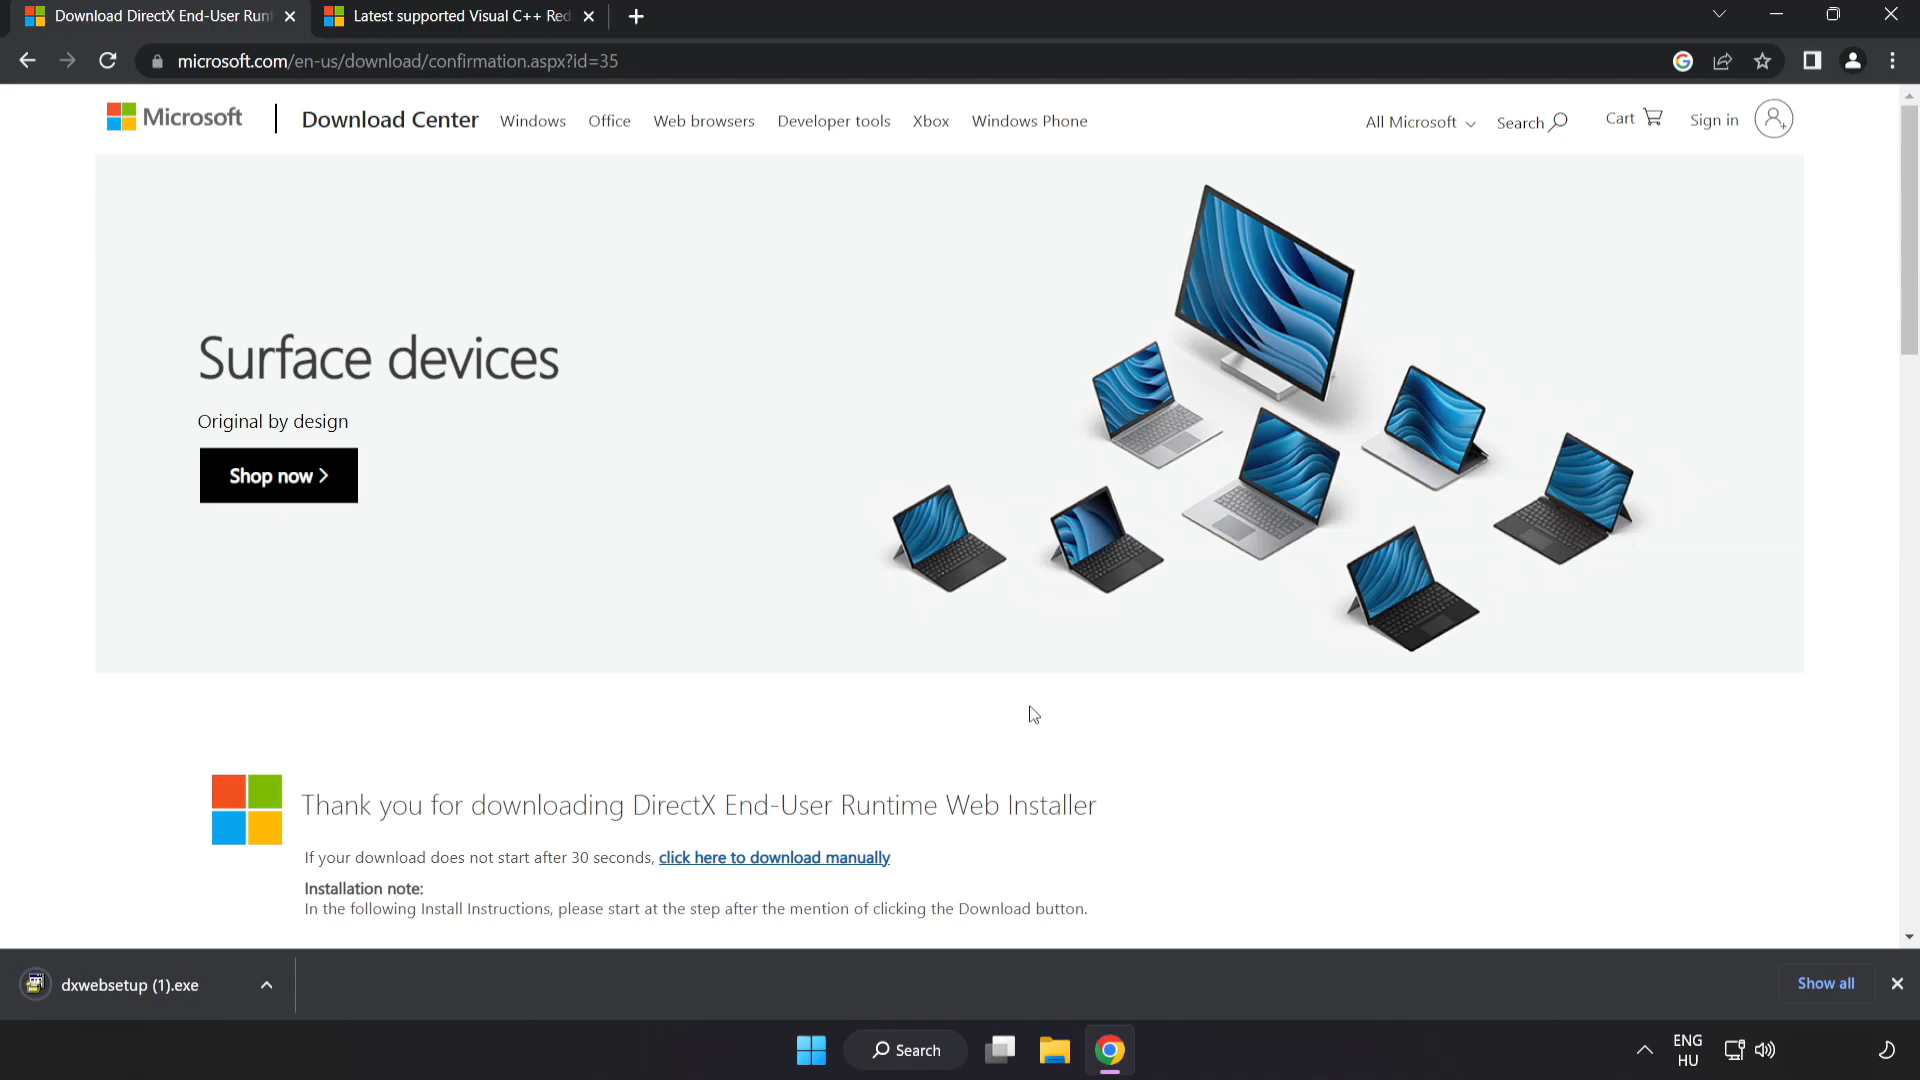 Download DirectX End-User Runt
Latest supported Visual C++ Red
microsoft.com/en-us/download/confirmation.aspx?id=35
Microsoft
Download Center
Windows
Office
Web browsers
Developer tools
Xbox
Windows Phone
All Microsoft
Search
Cart
Sign in
Surface devices
Original by design
Shop now
Thank you for downloading DirectX End-User Runtime Web Installer
If your download does not start after 30 seconds, click here to download manually
Installation note:
In the following Install Instructions, please start at the step after the mention of clicking the Download button.
dxwebsetup (1).exe
Show all
Search
ENG
HU